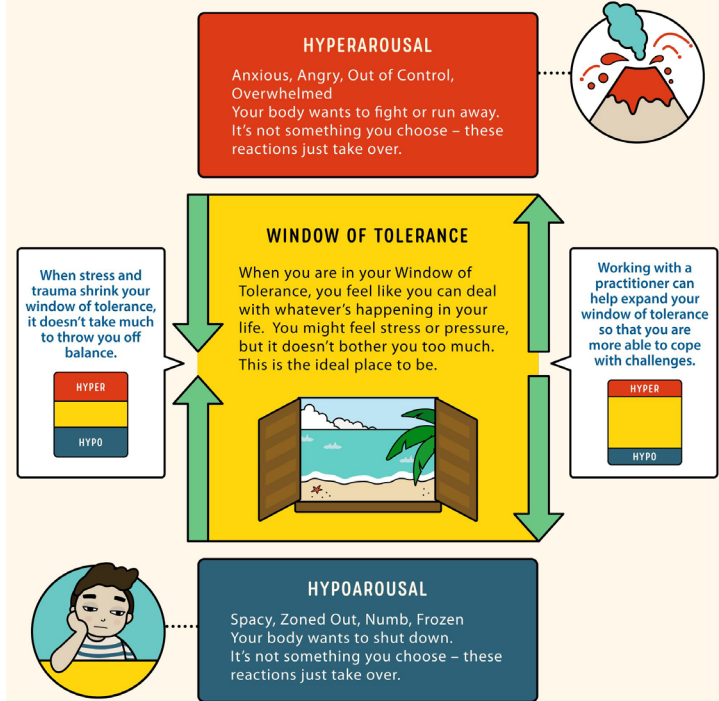 HYPERAROUSAL
Anxious, Angry, Out of Control,
Overwhelmed
Your body wants to fight or run away.
It's not something you choose – these
reactions just take over.
WINDOW OF TOLERANCE
When you are in your Window of
Tolerance, you feel like you can deal
with whatever's happening in your
life. You might feel stress or pressure,
but it doesn't bother you too much.
This is the ideal place to be.
When stress and
trauma shrink your
window of tolerance,
it doesn't take much
to throw you off
balance.
HYPER
HYPO
Working with a
practitioner can
help expand your
window of tolerance
so that you are
more able to cope
with challenges.
HYPER
HYPO
HYPOAROUSAL
Spacy, Zoned Out, Numb, Frozen
Your body wants to shut down.
It's not something you choose – these
reactions just take over.